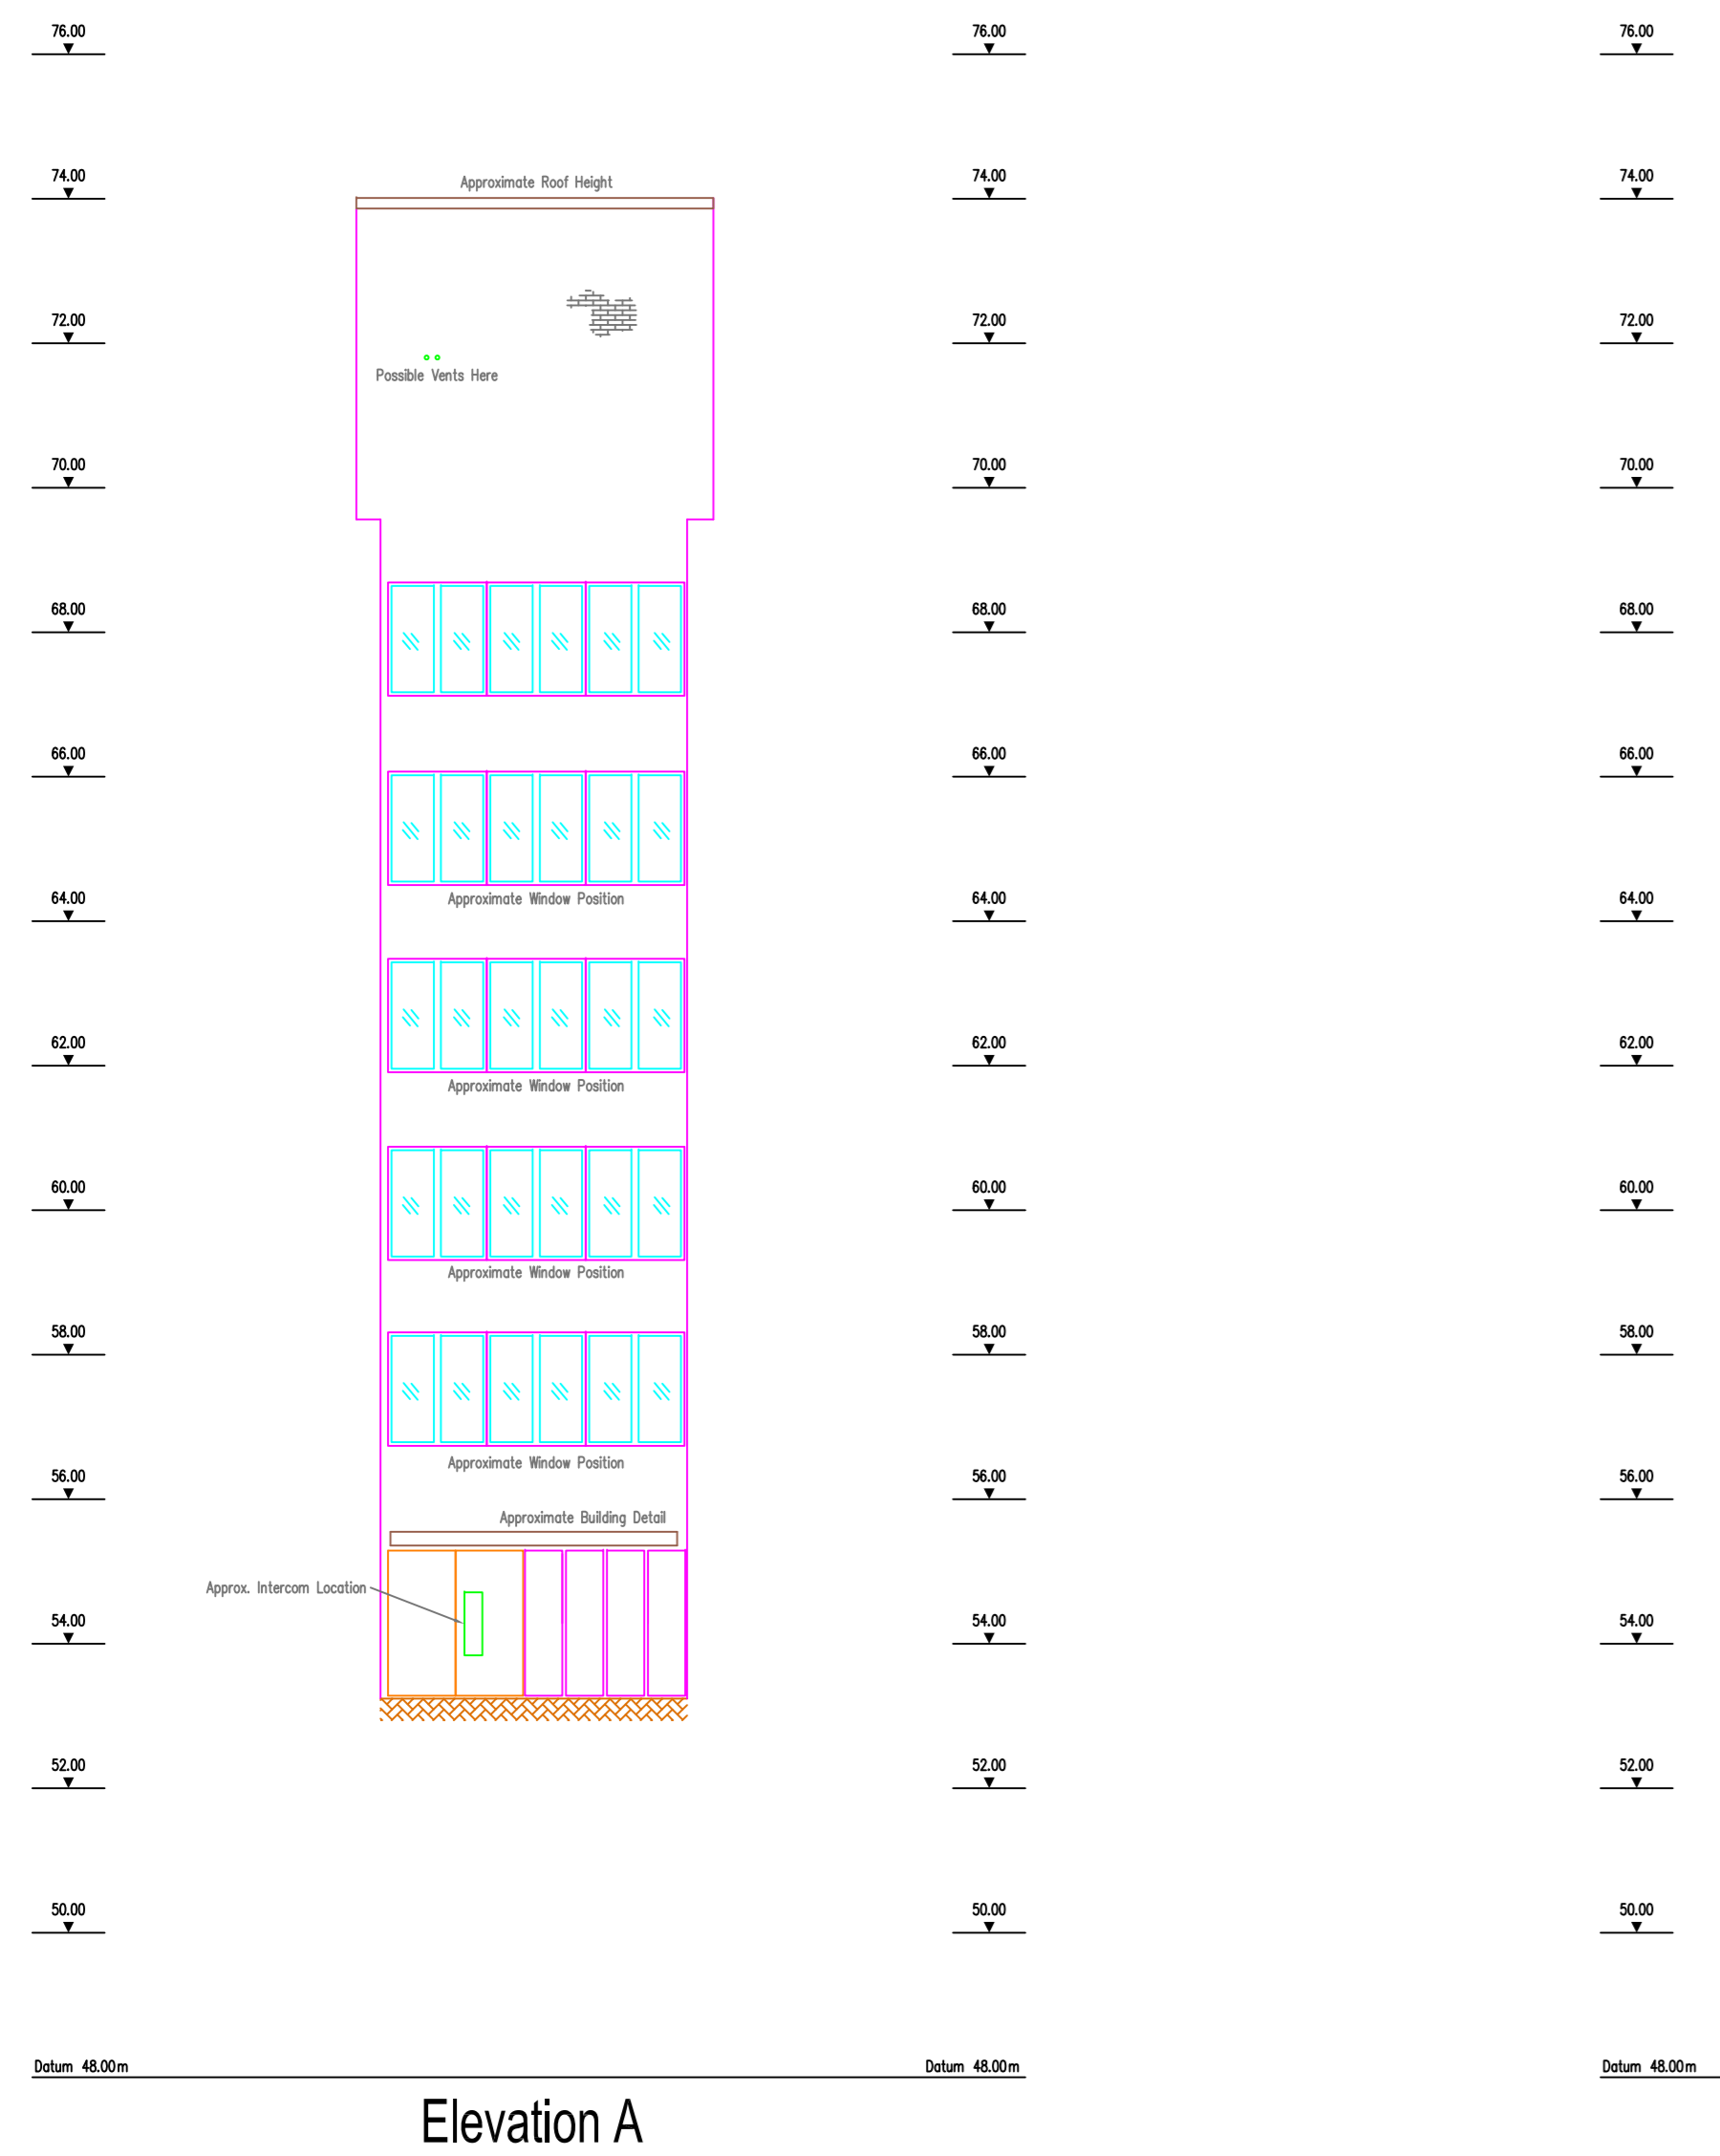 76.00 76.00 76.00
74.00 74.00 74.00
Approximate Roof Height
72.00 72.00 72.00
Possible Vents Here
70.00 70.00 70.00
68.00 68.00 68.00
66.00 66.00 66.00
64.00 64.00 64.00
Approximate Window Position
62.00 62.00 62.00
Approximate Window Position
60.00 60.00 60.00
Approximate Window Position
58.00 58.00 58.00
Approximate Window Position
56.00 56.00 56.00
Approximate Building Detail
Approx. Intercom Location
54.00 54.00 54.00
52.00 52.00 52.00
50.00 50.00 50.00
Datum 48.00m Datum 48.00m Datum 48.00m
Elevation A